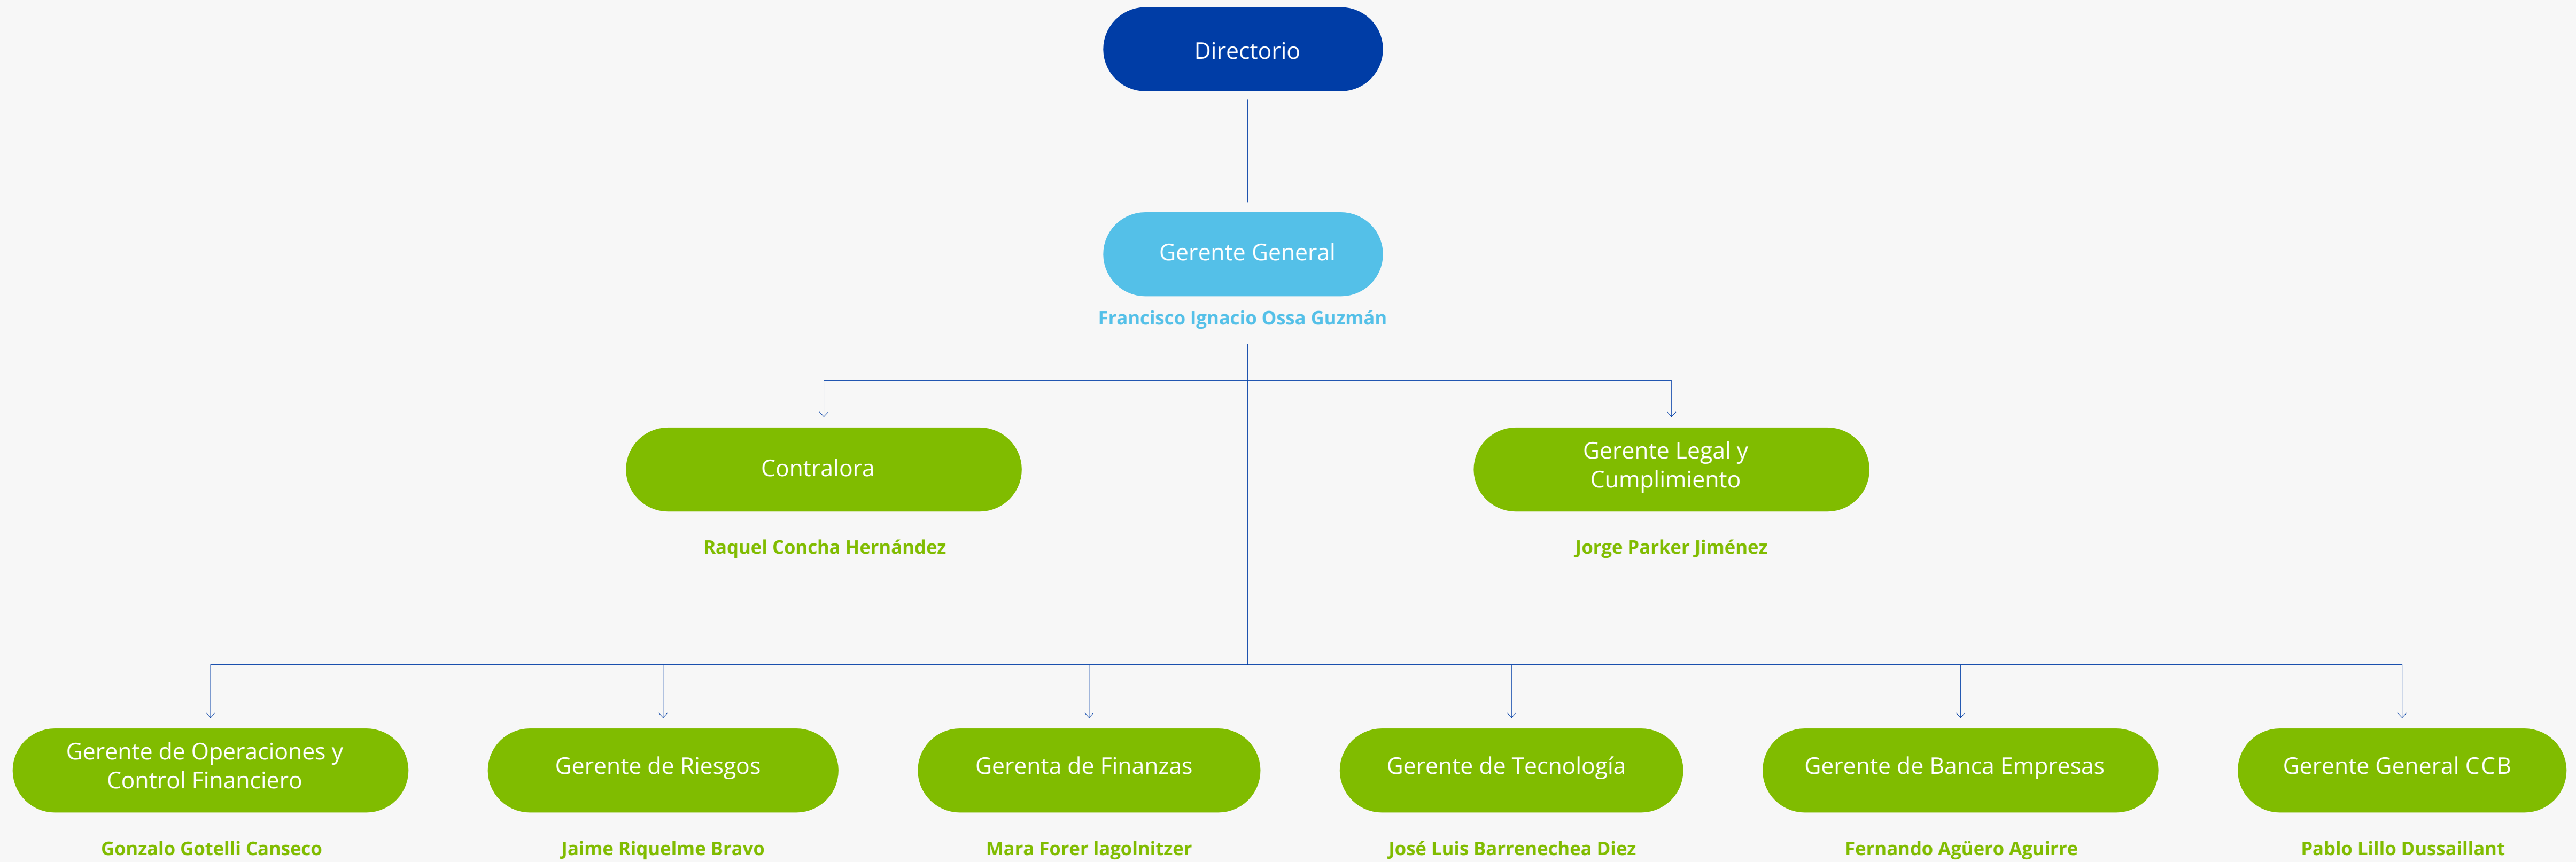 Directorio
Gerente General
Francisco Ignacio Ossa Guzmán
Contralora
Raquel Concha Hernández
Gerente Legal y
Cumplimiento
Jorge Parker Jiménez
Gerente de Operaciones y
Control Financiero
Gonzalo Gotelli Canseco
Gerente de Riesgos
Jaime Riquelme Bravo
Gerenta de Finanzas
Mara Forer lagolnitzer
Gerente de Tecnología
José Luis Barrenechea Diez
Gerente de Banca Empresas
Fernando Agüero Aguirre
Gerente General CCB
Pablo Lillo Dussaillant